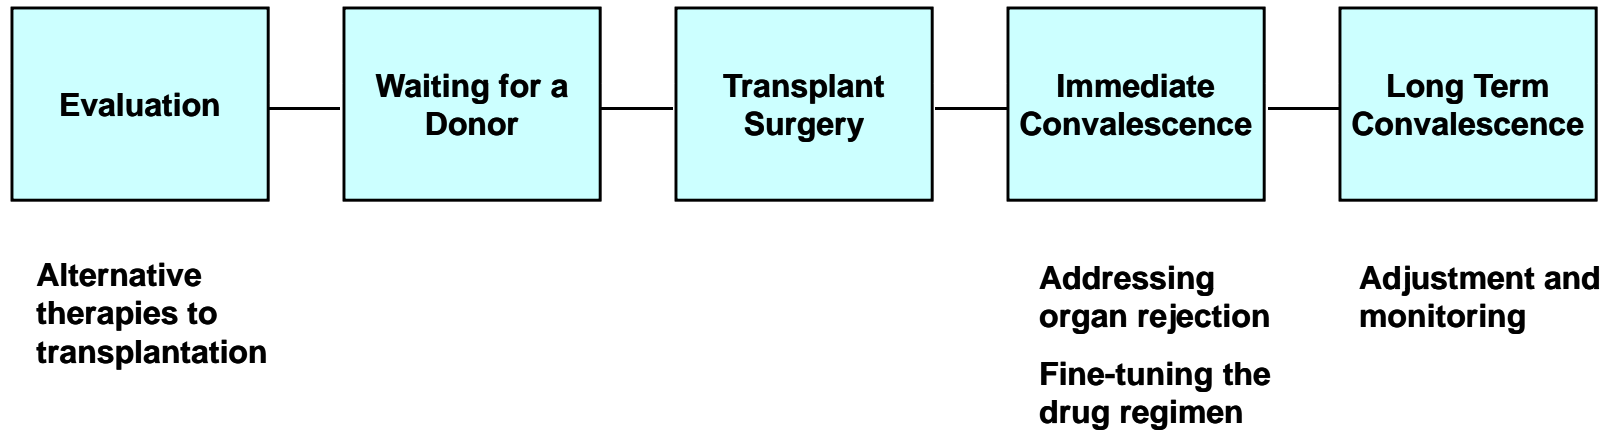 Evaluation
Waiting for a
Donor
Transplant
Surgery
Immediate
Convalescence
Long Term
Convalescence
Alternative
therapies to
transplantation
Addressing
organ rejection
Fine-tuning the
drug regimen
Adjustment and
monitoring